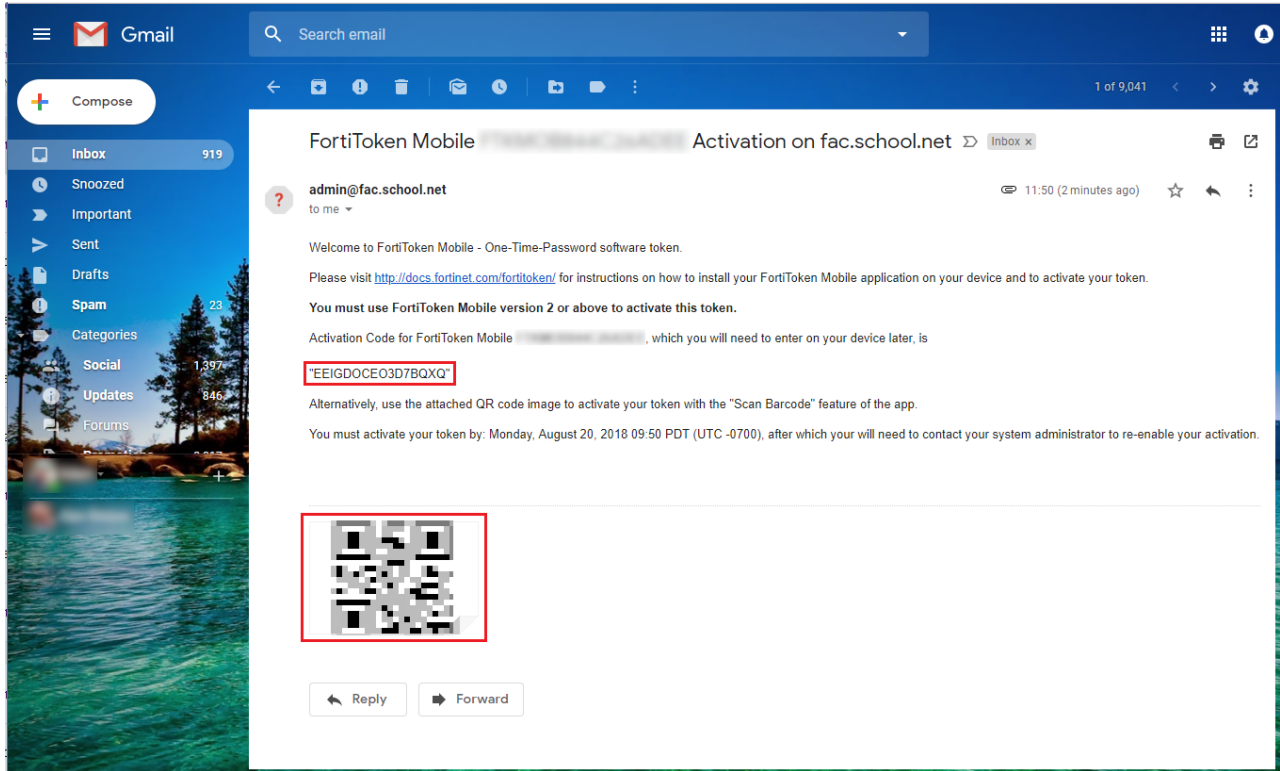 Gmail
Search email
Compose
1 of 9,041
Inbox 919
Snoozed
Important
Sent
Drafts
Spam 23
Categories
Social 1,397
Updates 846
Forums
FortiToken Mobile Activation on fac.school.net Inbox x
admin@fac.school.net 11:50 (2 minutes ago)
to me
Welcome to FortiToken Mobile - One-Time-Password software token.
Please visit http://docs.fortinet.com/fortitoken/ for instructions on how to install your FortiToken Mobile application on your device and to activate your token.
You must use FortiToken Mobile version 2 or above to activate this token.
Activation Code for FortiToken Mobile , which you will need to enter on your device later, is
"EEIGDOCEO3D7BQXQ"
Alternatively, use the attached QR code image to activate your token with the "Scan Barcode" feature of the app.
You must activate your token by: Monday, August 20, 2018 09:50 PDT (UTC -0700), after which your will need to contact your system administrator to re-enable your activation.
Reply
Forward